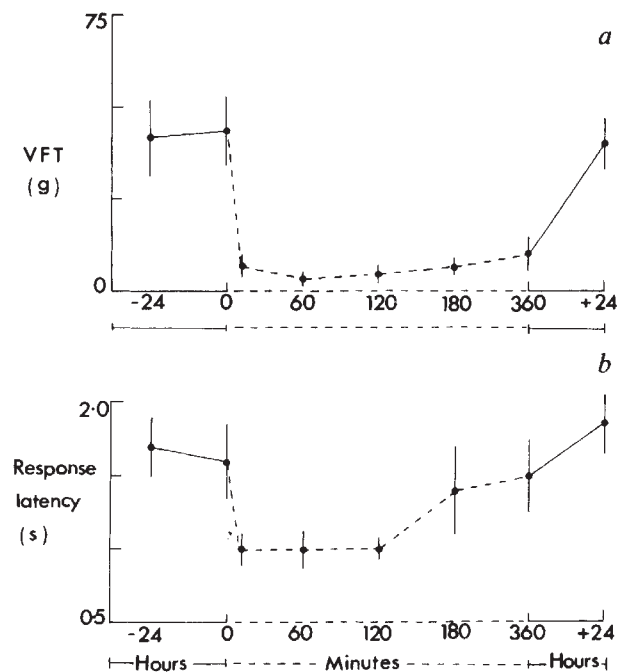 75
a
VFT
(g)
0
-24 0 60 120 180 360 +24
b
2·0
Response
latency
(s)
0·5
-24 0 60 120 180 360 +24
Hours Minutes Hours